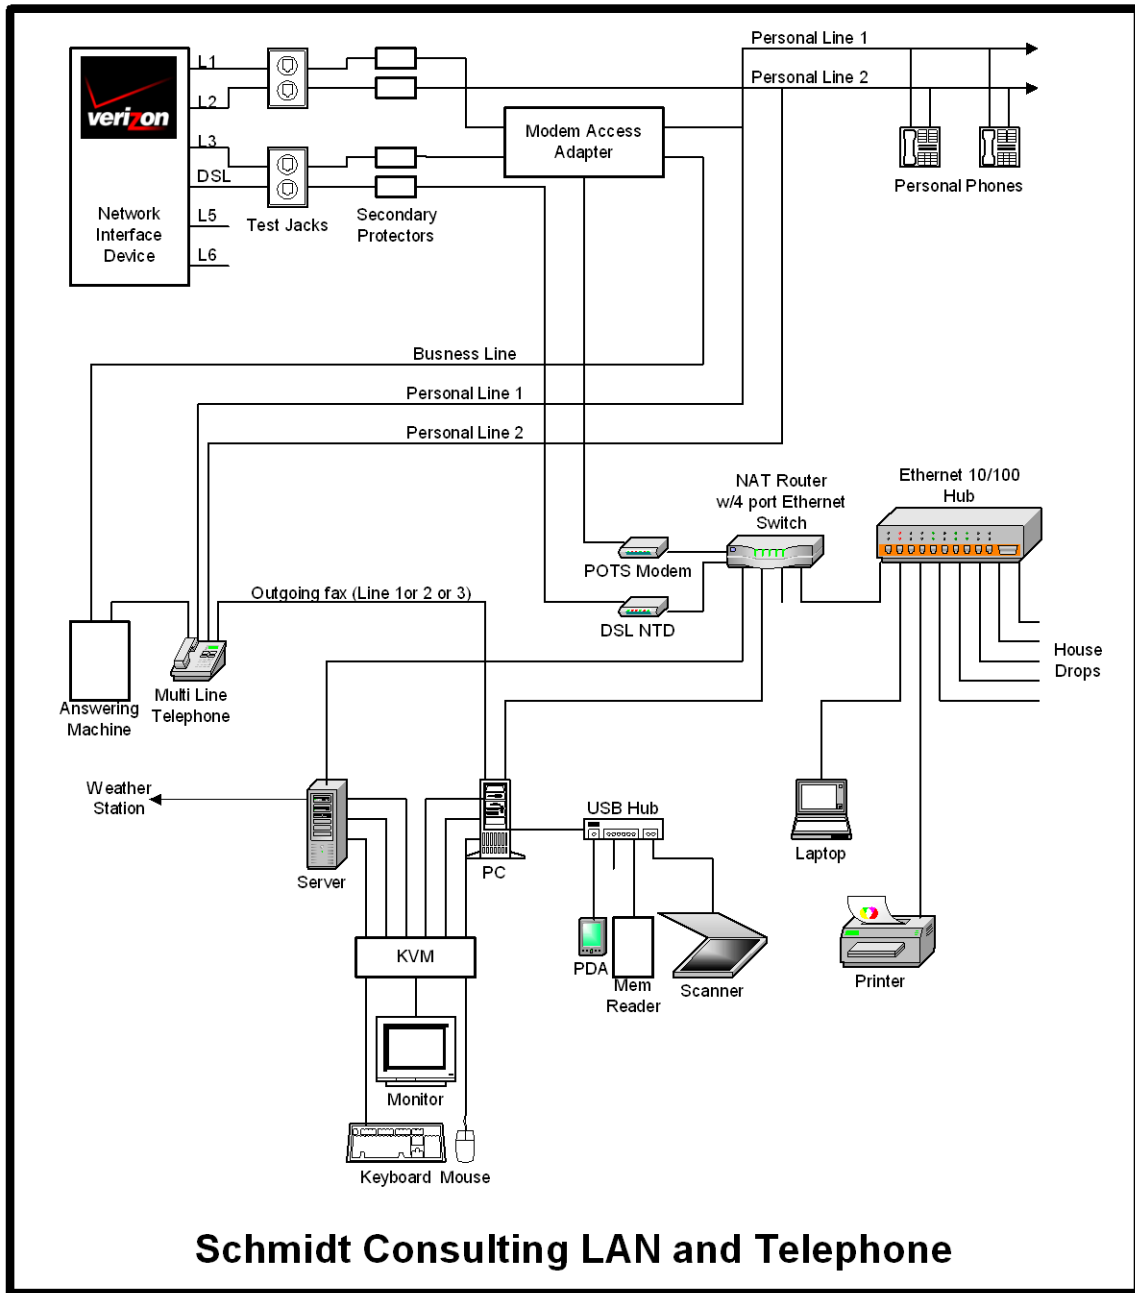 Personal Line 1
L1
verizon
L2
Personal Line 2
L3
Modem Access
Adapter
DSL
Personal Phones
Network
Interface
Device
L5
L6
Test Jacks
Secondary
Protectors
Busness Line
Personal Line 1
Personal Line 2
NAT Router
w/4 port Ethernet
Switch
Ethernet 10/100
Hub
POTS Modem
DSL NTD
Outgoing fax (Line 1or 2 or 3)
House
Drops
Answering
Machine
Multi Line
Telephone
Weather
Station
Server
PC
USB Hub
Laptop
KVM
PDA
Mem
Reader
Scanner
Printer
Monitor
Keyboard
Mouse
Schmidt Consulting LAN and Telephone